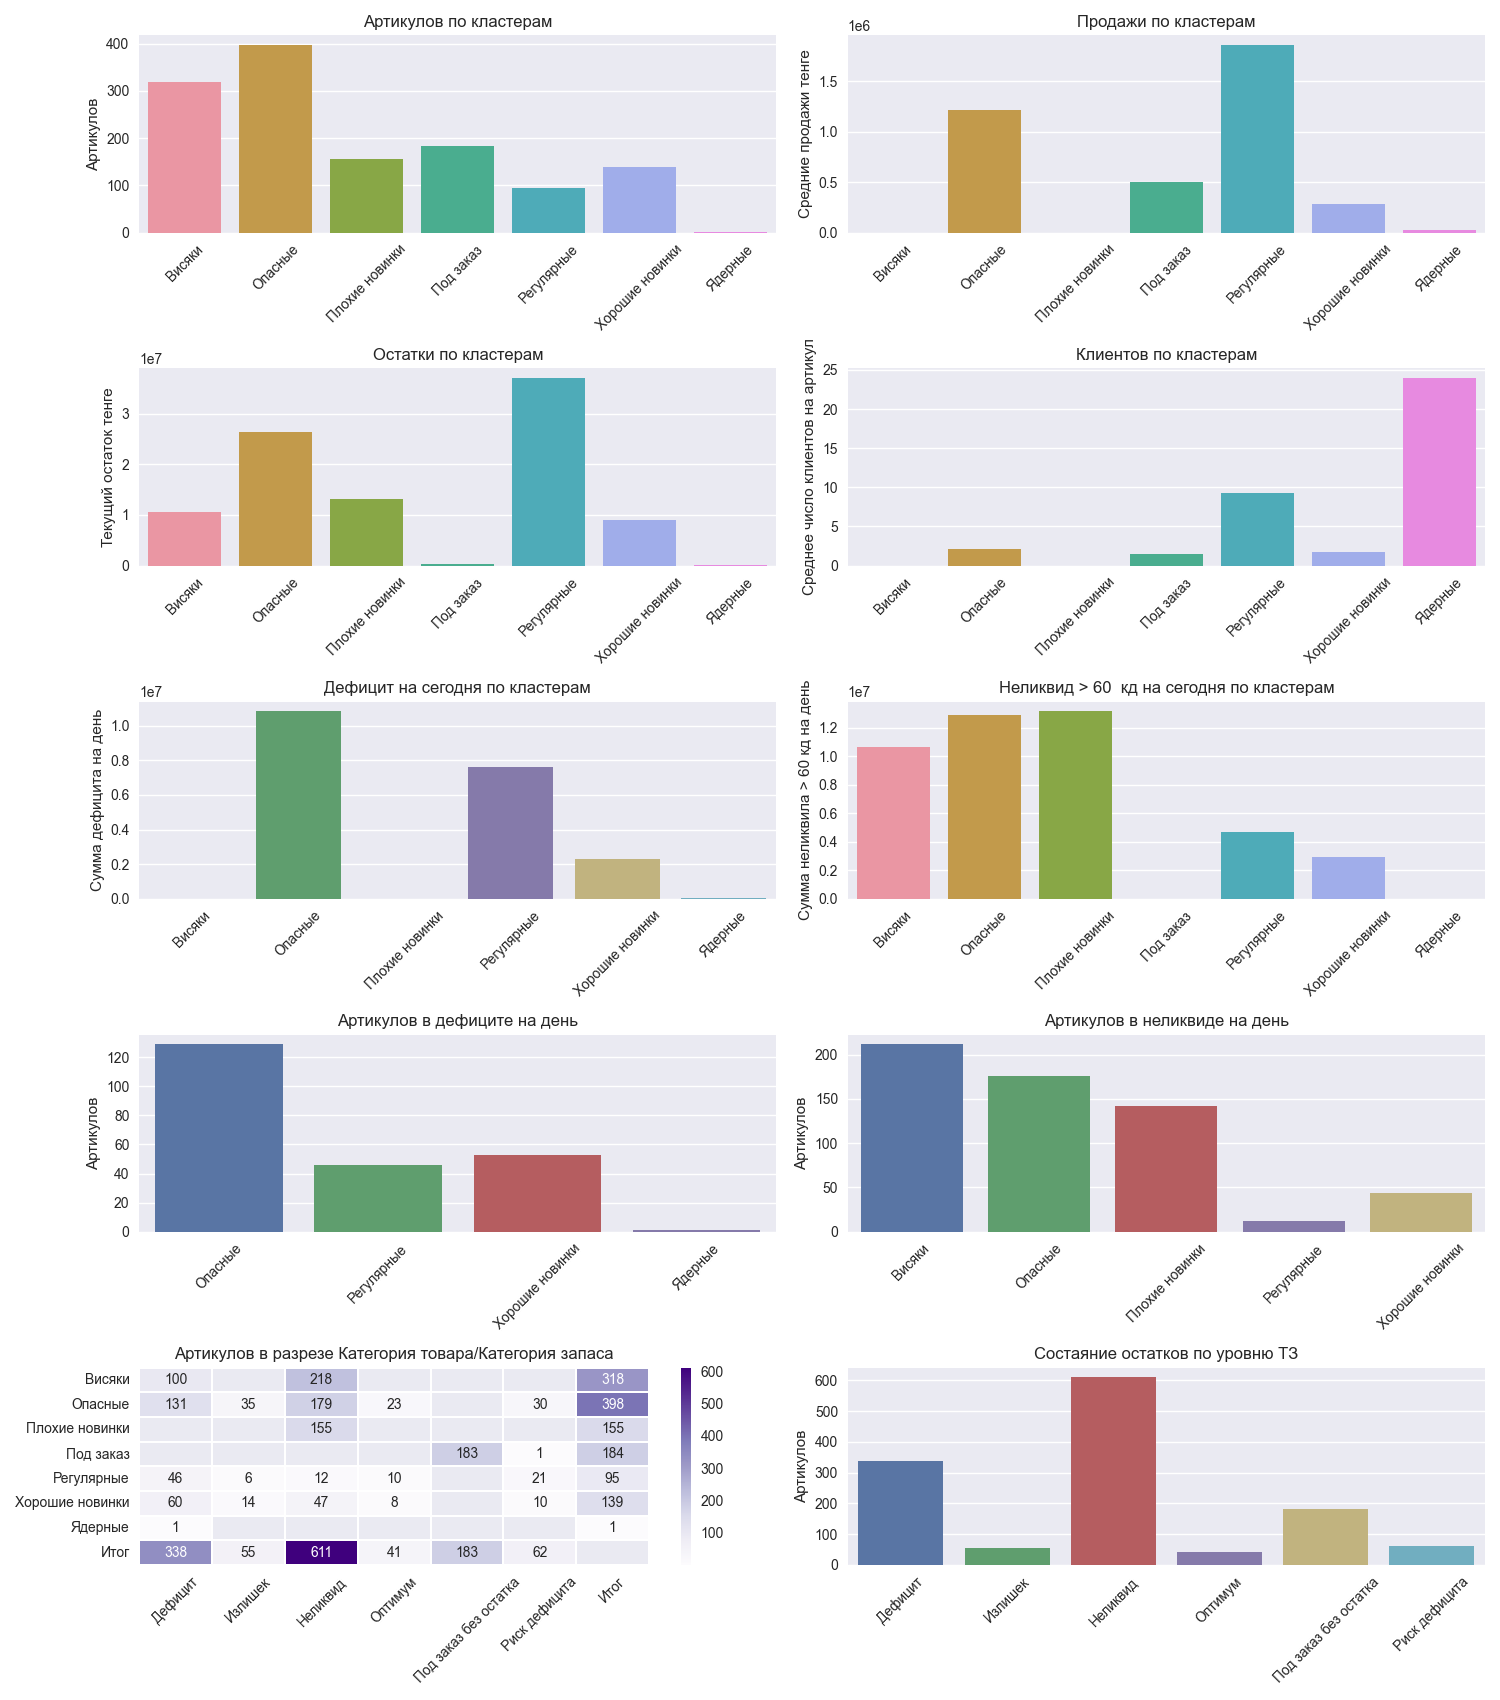 Артикулов по кластерам
Артикулов
400
300
200
100
0
Висяки
Опасные
Плохие новинки
Под заказ
Регулярные
Хорошие новинки
Ядерные
Продажи по кластерам
1e6
Средние продажи тенге
1.5
1.0
0.5
0.0
Висяки
Опасные
Плохие новинки
Под заказ
Регулярные
Хорошие новинки
Ядерные
Остатки по кластерам
1e7
Текущий остаток тенге
3
2
1
0
Висяки
Опасные
Плохие новинки
Под заказ
Регулярные
Хорошие новинки
Ядерные
Клиентов по кластерам
Среднее число клиентов на артикул
25
20
15
10
5
0
Висяки
Опасные
Плохие новинки
Под заказ
Регулярные
Хорошие новинки
Ядерные
Дефицит на сегодня по кластерам
1e7
Сумма дефицита на день
1.0
0.8
0.6
0.4
0.2
0.0
Висяки
Опасные
Плохие новинки
Регулярные
Хорошие новинки
Ядерные
Неликвид > 60  кд на сегодня по кластерам
1e7
Сумма неликвила > 60 кд на день
1.2
1.0
0.8
0.6
0.4
0.2
0.0
Висяки
Опасные
Плохие новинки
Под заказ
Регулярные
Хорошие новинки
Ядерные
Артикулов в дефиците на день
Артикулов
120
100
80
60
40
20
0
Опасные
Регулярные
Хорошие новинки
Ядерные
Артикулов в неликвиде на день
Артикулов
200
150
100
50
0
Висяки
Опасные
Плохие новинки
Регулярные
Хорошие новинки
Артикулов в разрезе Категория товара/Категория запаса
Висяки 100 218 318
Опасные 131 35 179 23 30 398
Плохие новинки 155 155
Под заказ 183 1 184
Регулярные 46 6 12 10 21 95
Хорошие новинки 60 14 47 8 10 139
Ядерные 1 1
Итог 338 55 611 41 183 62
Дефицит
Излишек
Неликвид
Оптимум
Под заказ без остатка
Риск дефицита
Итог
600
500
400
300
200
100
Состаяние остатков по уровню ТЗ
Артикулов
600
500
400
300
200
100
0
Дефицит
Излишек
Неликвид
Оптимум
Под заказ без остатка
Риск дефицита